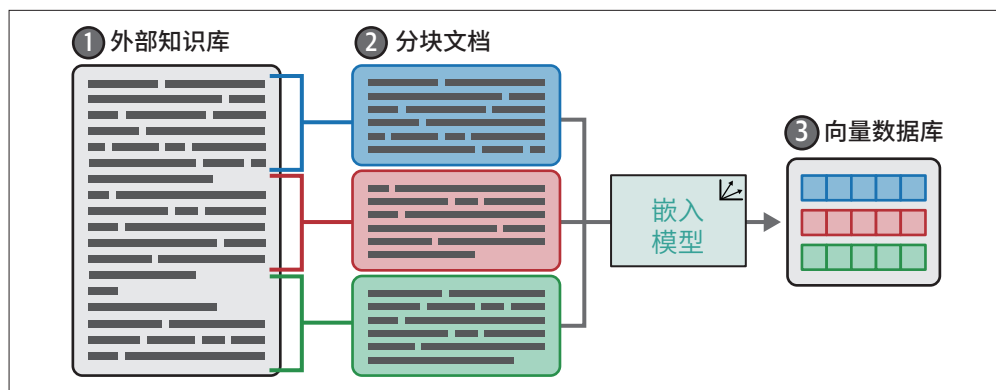 1 外部知识库
2 分块文档
3 向量数据库
嵌入
模型